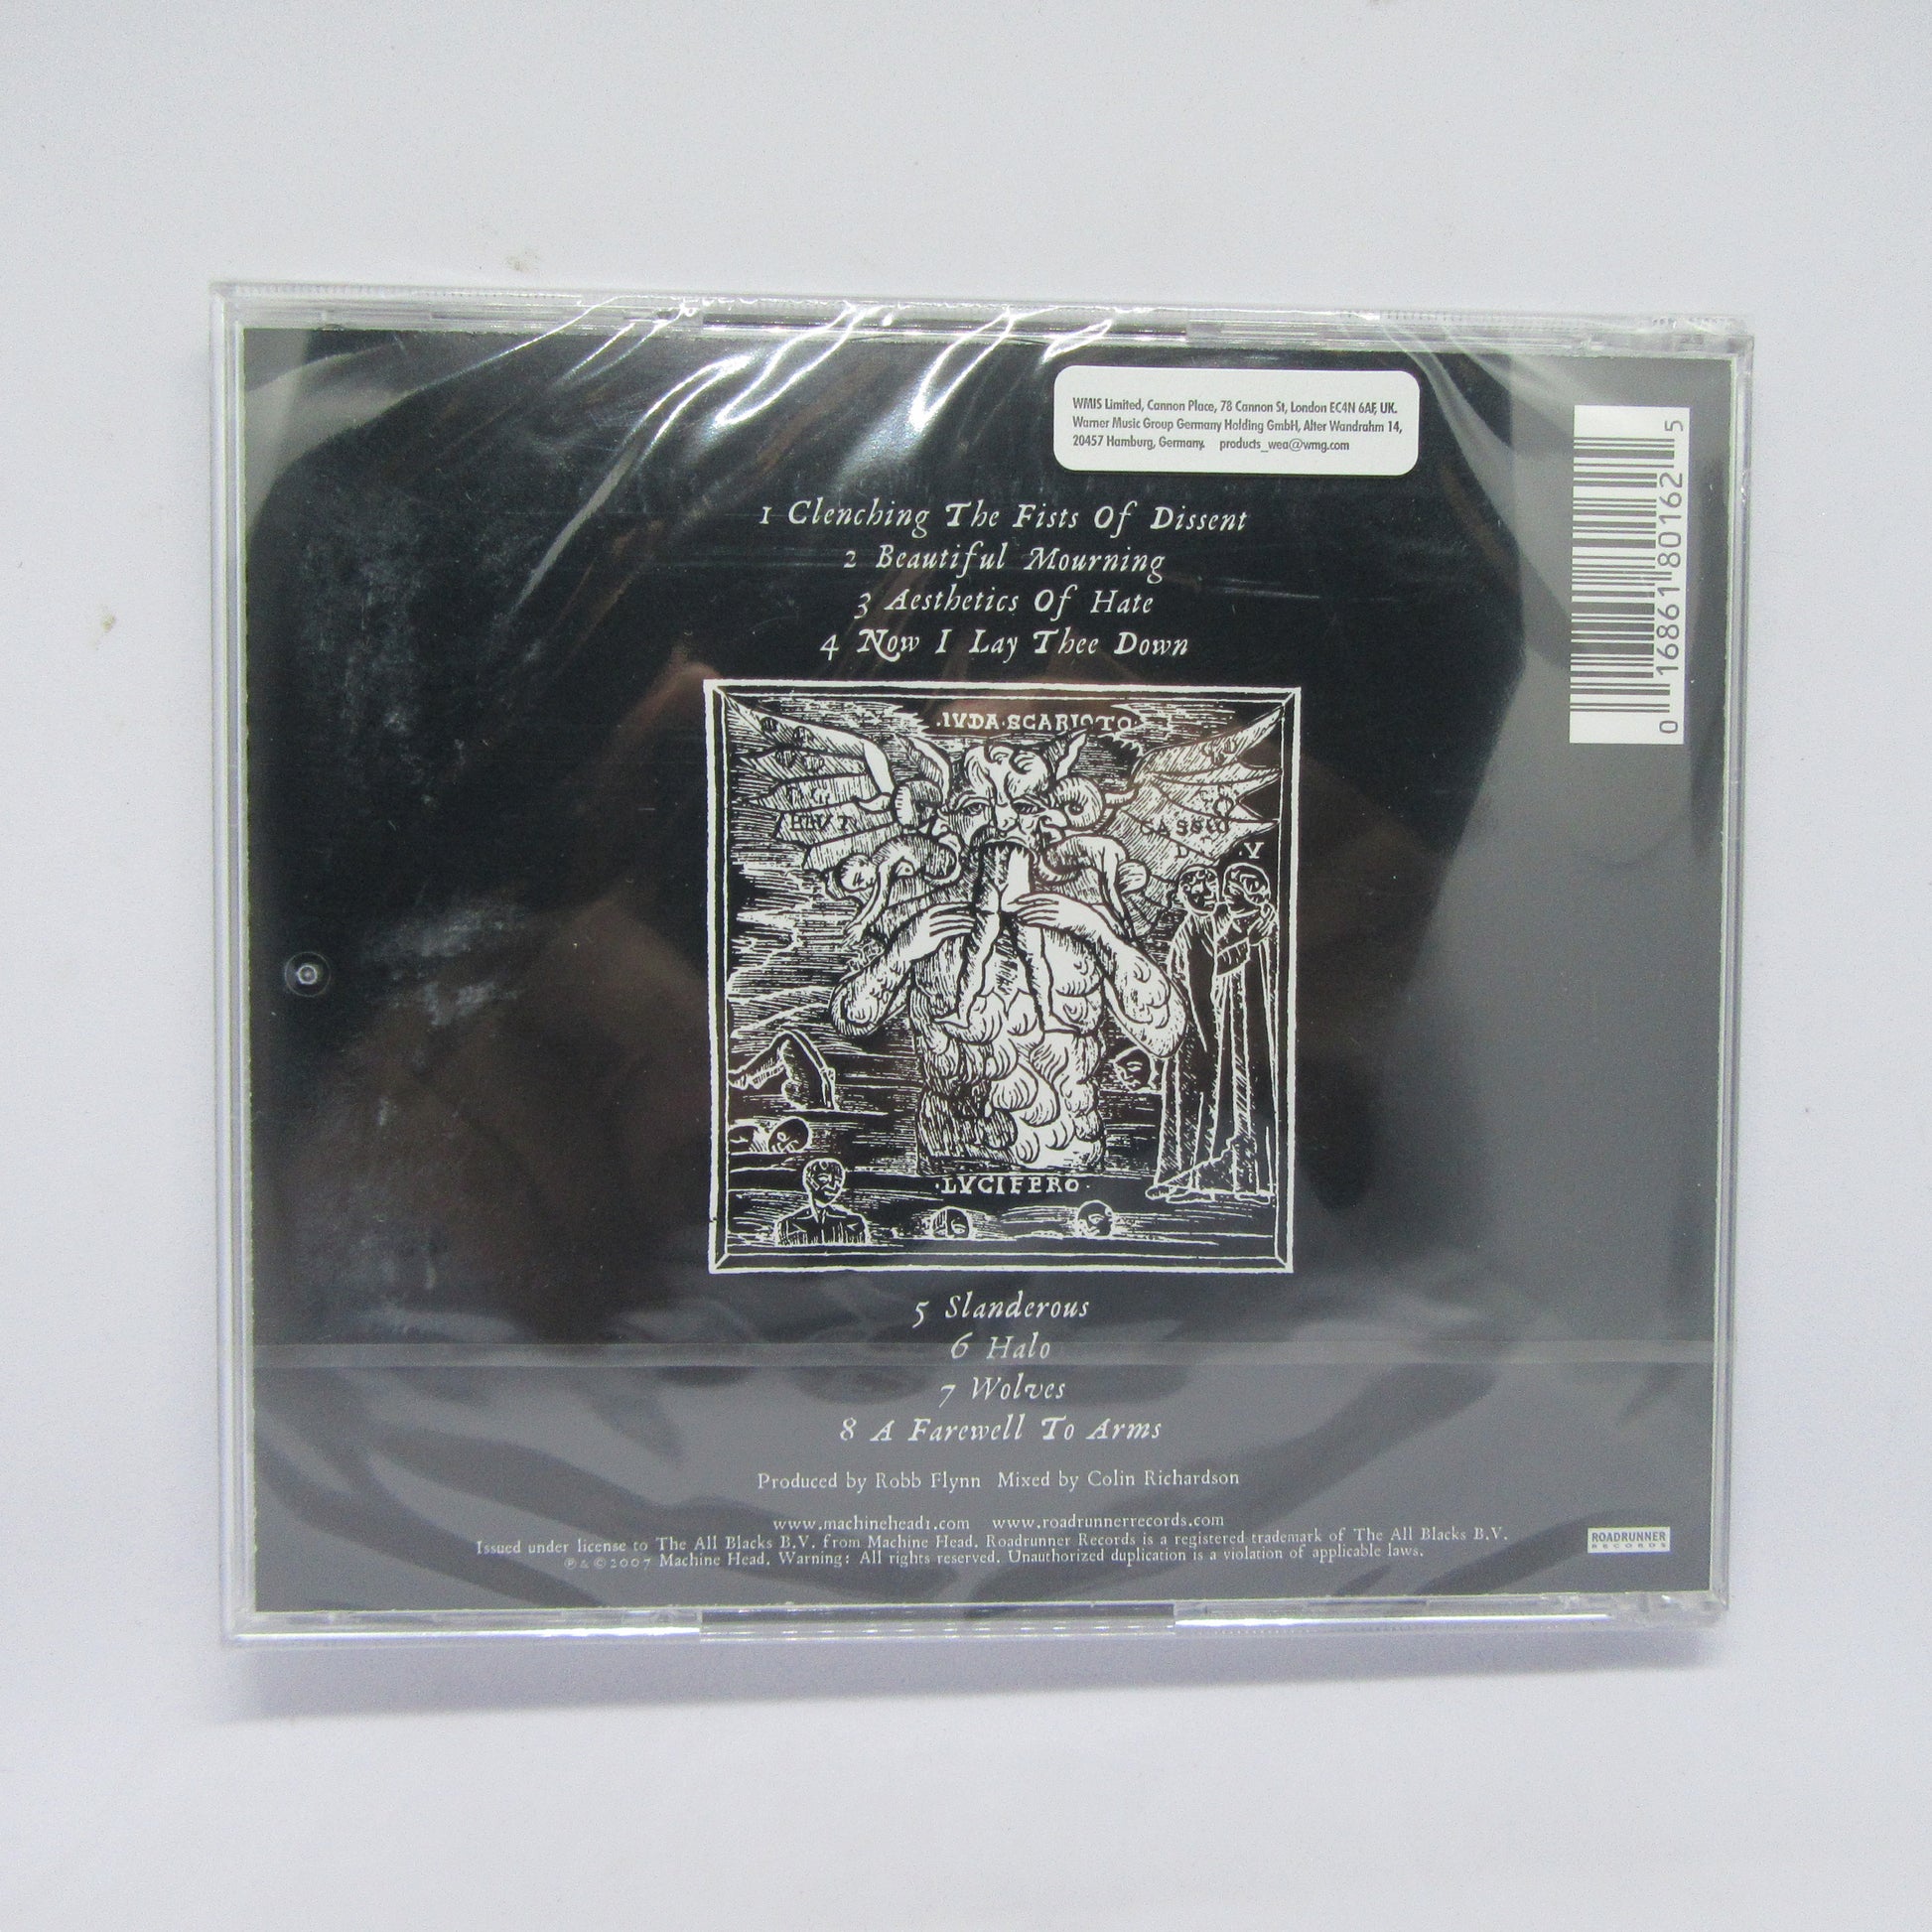 WMIS Limited, Cannon Place, 78 Cannon St, London EC4N 6AF, UK.
Warner Music Group Germany Holding GmbH, Alter Wandrahm 14,
20457 Hamburg, Germany. products_wea@wmg.com
0 16861 80162 5
1 Clenching The Fists Of Dissent
2 Beautiful Mourning
3 Aesthetics Of Hate
4 Now I Lay Thee Down
·IVDA·SCARIOTO·
V
·LVCIFERO·
5 Slanderous
6 Halo
7 Wolves
8 A Farewell To Arms
Produced by Robb Flynn Mixed by Colin Richardson
www.machinehead1.com www.roadrunnerrecords.com
Issued under license to The All Blacks B.V. from Machine Head. Roadrunner Records is a registered trademark of The All Blacks B.V.
℗ & © 2007 Machine Head. Warning: All rights reserved. Unauthorized duplication is a violation of applicable laws.
ROADRUNNER
RECORDS